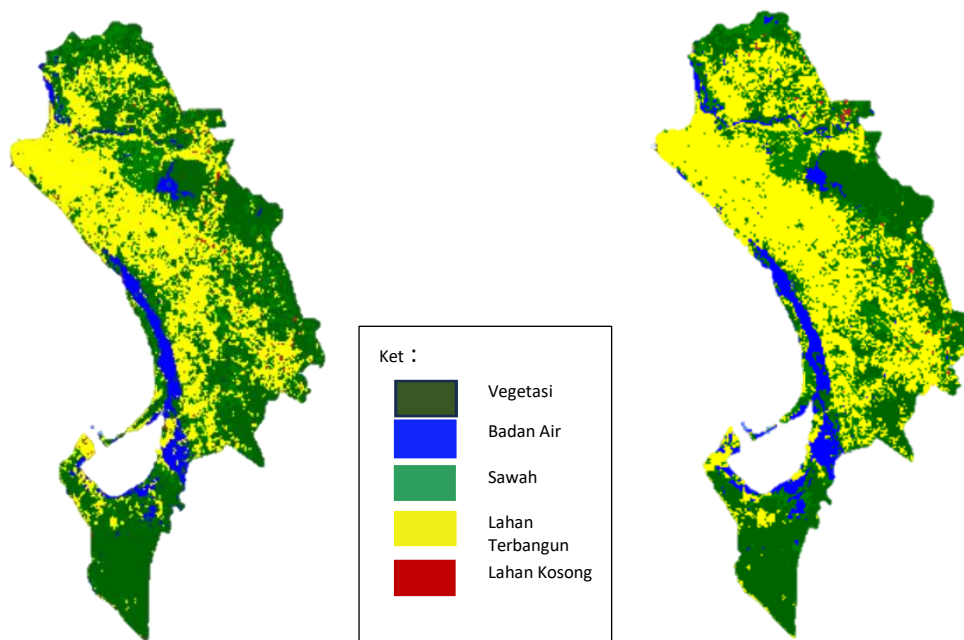 Ket :
Vegetasi
Badan Air
Sawah
Lahan
Terbangun
Lahan Kosong